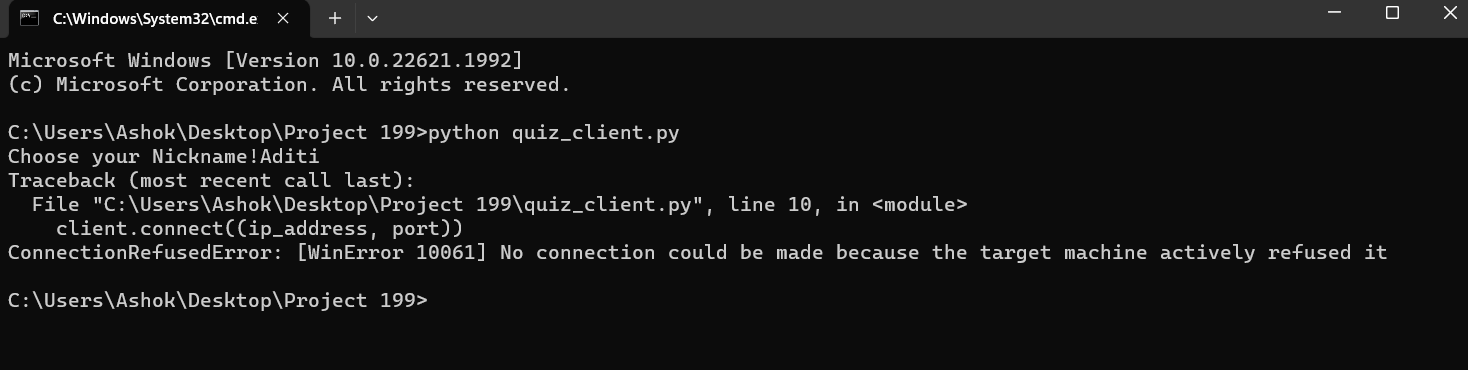 C:\Windows\System32\cmd.e
Microsoft Windows [Version 10.0.22621.1992]
(c) Microsoft Corporation. All rights reserved.
C:\Users\Ashok\Desktop\Project 199>python quiz_client.py
Choose your Nickname!Aditi
Traceback (most recent call last):
  File "C:\Users\Ashok\Desktop\Project 199\quiz_client.py", line 10, in <module>
    client.connect((ip_address, port))
ConnectionRefusedError: [WinError 10061] No connection could be made because the target machine actively refused it
C:\Users\Ashok\Desktop\Project 199>